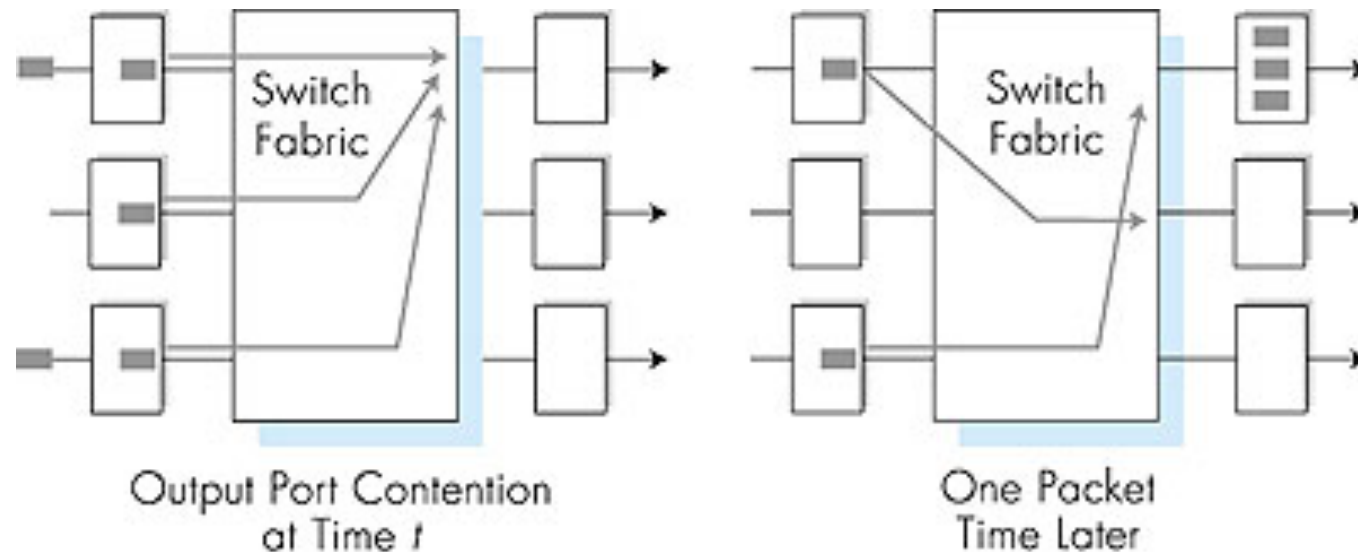 Switch
Fabric
Switch
Fabric
Output Port Contention
at Time t
One Packet
Time Later